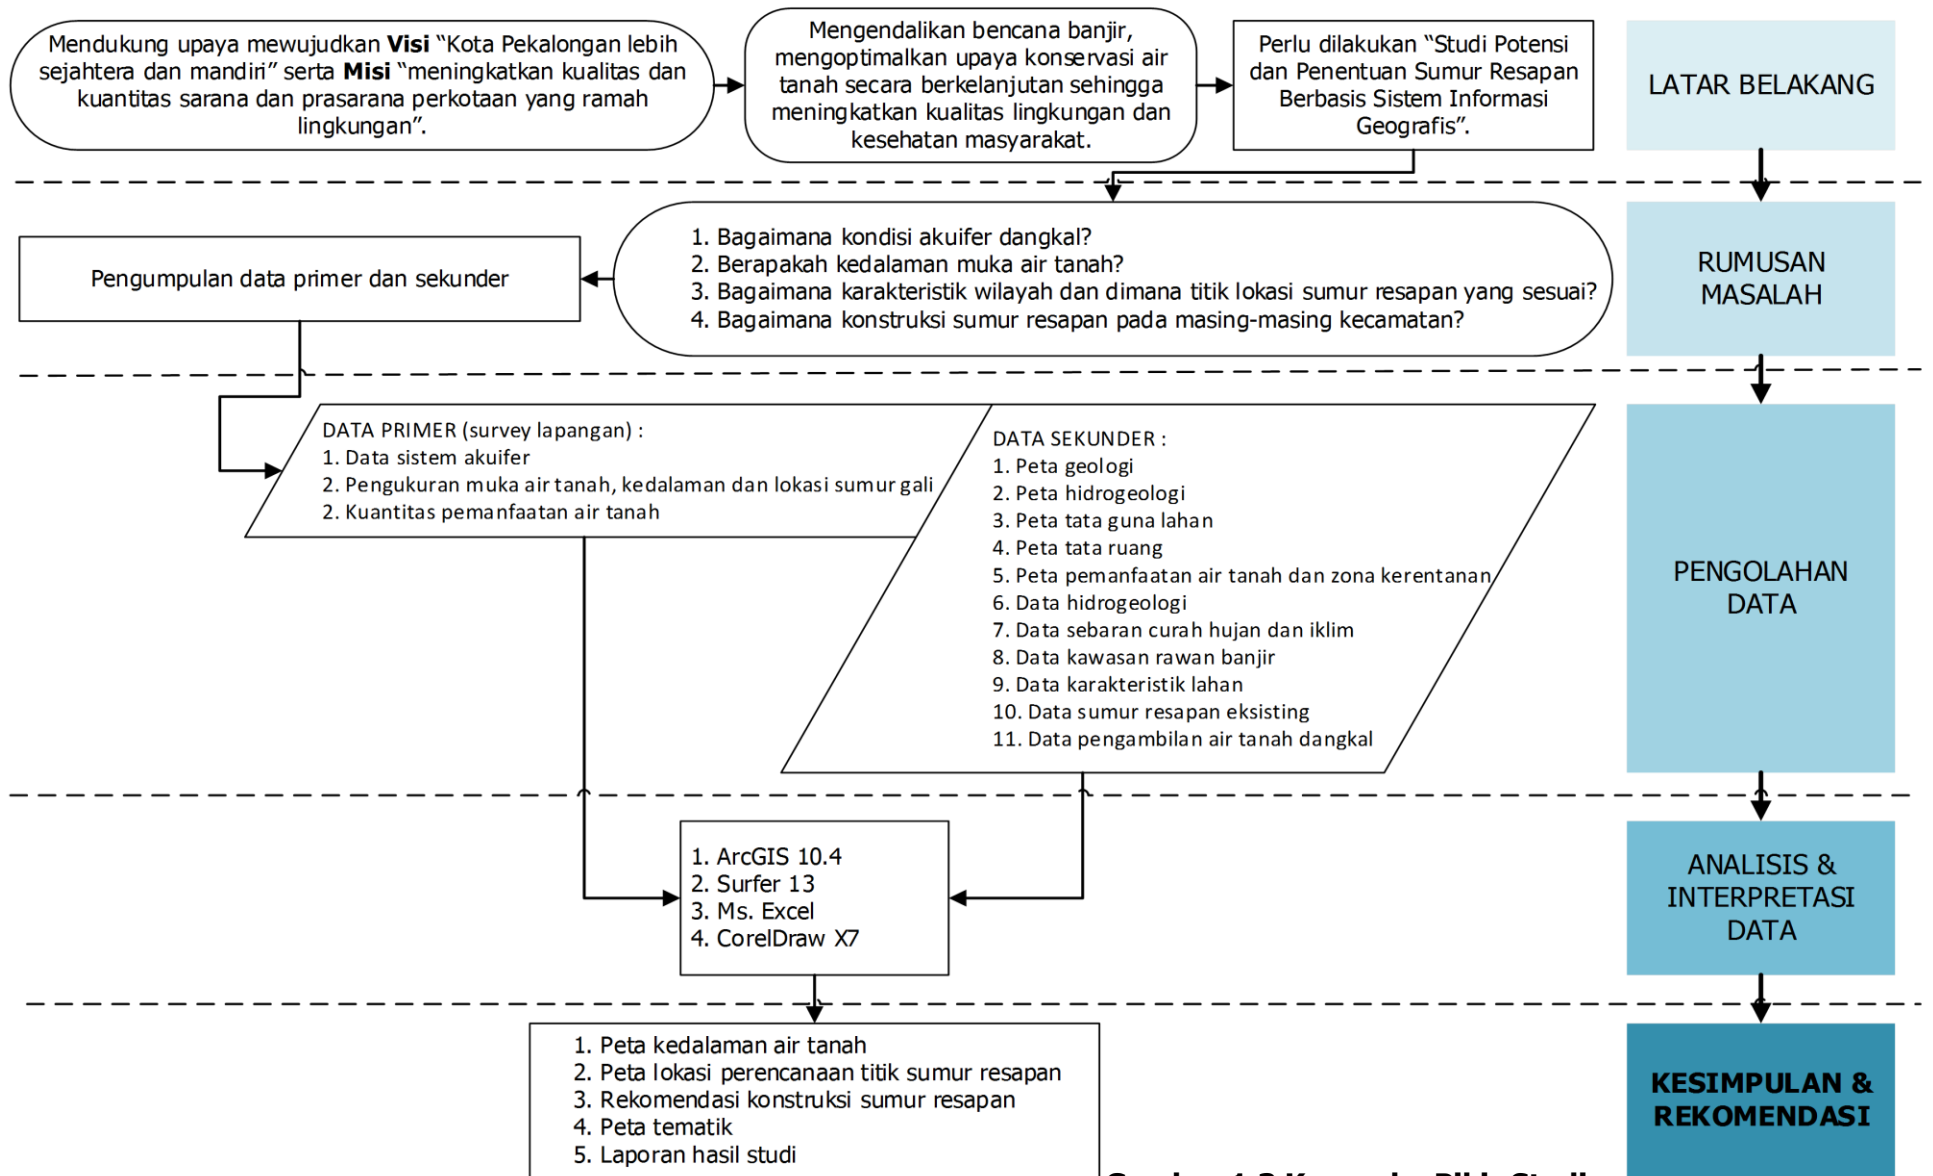 Mendukung upaya mewujudkan Visi “Kota Pekalongan lebih
sejahtera dan mandiri” serta Misi “meningkatkan kualitas dan
kuantitas sarana dan prasarana perkotaan yang ramah
lingkungan”.
Mengendalikan bencana banjir,
mengoptimalkan upaya konservasi air
tanah secara berkelanjutan sehingga
meningkatkan kualitas lingkungan dan
kesehatan masyarakat.
Perlu dilakukan “Studi Potensi
dan Penentuan Sumur Resapan
Berbasis Sistem Informasi
Geografis”.
LATAR BELAKANG
Pengumpulan data primer dan sekunder
1. Bagaimana kondisi akuifer dangkal?
2. Berapakah kedalaman muka air tanah?
3. Bagaimana karakteristik wilayah dan dimana titik lokasi sumur resapan yang sesuai?
4. Bagaimana konstruksi sumur resapan pada masing-masing kecamatan?
RUMUSAN
MASALAH
DATA PRIMER (survey lapangan) :
1. Data sistem akuifer
2. Pengukuran muka air tanah, kedalaman dan lokasi sumur gali
2. Kuantitas pemanfaatan air tanah
DATA SEKUNDER :
1. Peta geologi
2. Peta hidrogeologi
3. Peta tata guna lahan
4. Peta tata ruang
5. Peta pemanfaatan air tanah dan zona kerentanan
6. Data hidrogeologi
7. Data sebaran curah hujan dan iklim
8. Data kawasan rawan banjir
9. Data karakteristik lahan
10. Data sumur resapan eksisting
11. Data pengambilan air tanah dangkal
PENGOLAHAN
DATA
1. ArcGIS 10.4
2. Surfer 13
3. Ms. Excel
4. CorelDraw X7
ANALISIS &
INTERPRETASI
DATA
1. Peta kedalaman air tanah
2. Peta lokasi perencanaan titik sumur resapan
3. Rekomendasi konstruksi sumur resapan
4. Peta tematik
5. Laporan hasil studi
KESIMPULAN &
REKOMENDASI